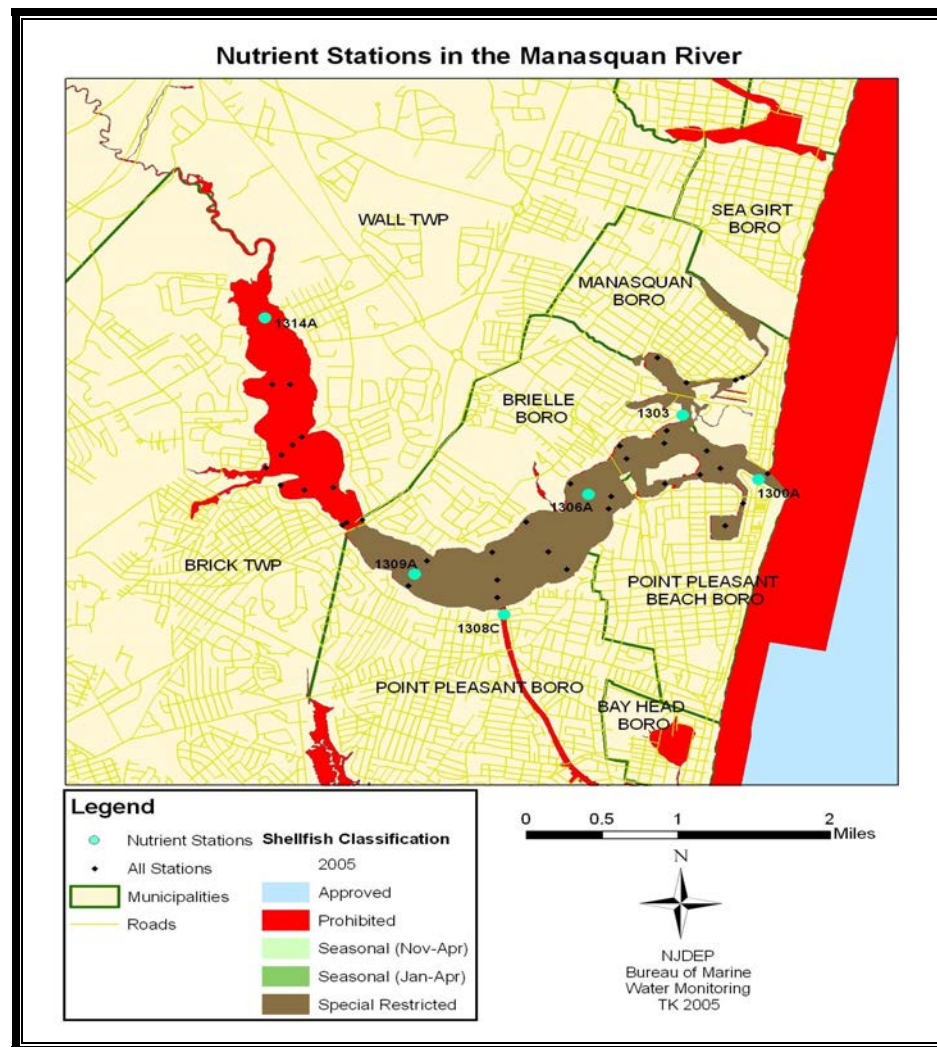 Nutrient Stations in the Manasquan River
WALL TWP
SEA GIRT
BORO
MANASQUAN
BORO
1314A
BRIELLE
BORO
1303
1306A
1300A
BRICK TWP
1309A
POINT PLEASANT
BEACH BORO
1308C
POINT PLEASANT BORO
BAY HEAD
BORO
Legend
Nutrient Stations
All Stations
Municipalities
Roads
Shellfish Classification
2005
Approved
Prohibited
Seasonal (Nov-Apr)
Seasonal (Jan-Apr)
Special Restricted
0 0.5 1 2
Miles
N
NJDEP
Bureau of Marine
Water Monitoring
TK 2005